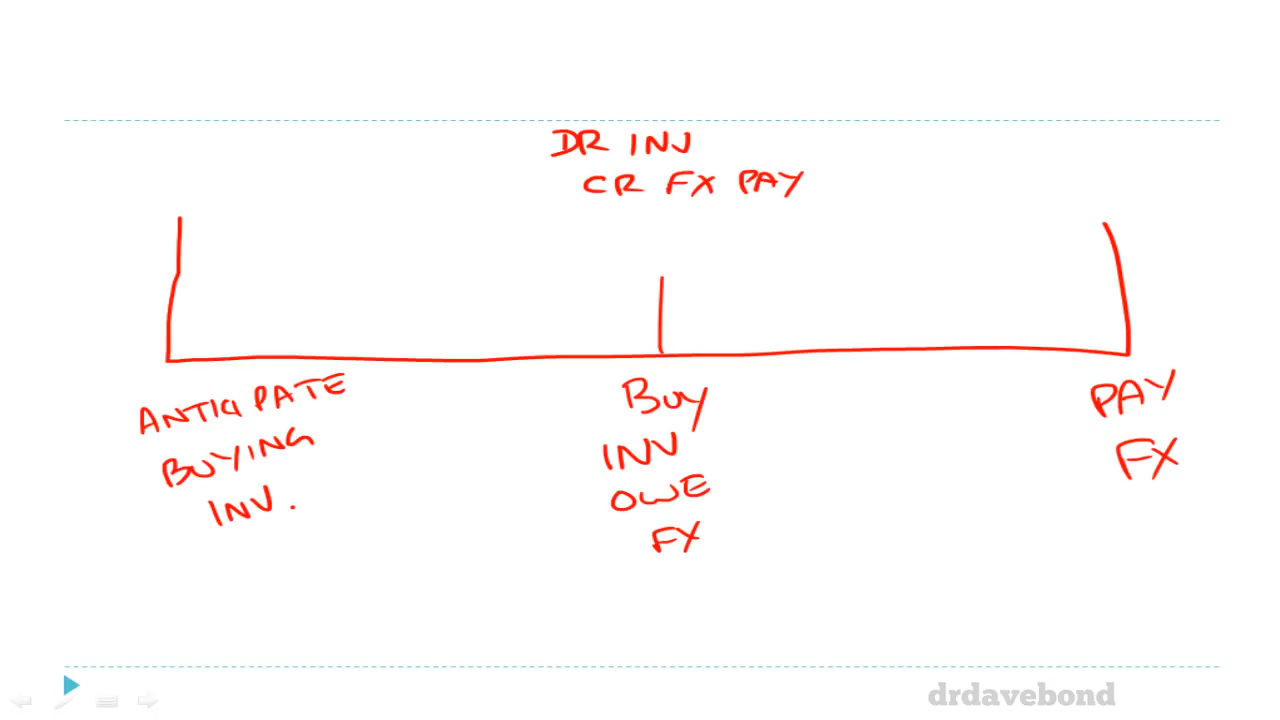 DR INV
CR FX PAY
ANTICIPATE
BUYING
INV.
BUY
INV
OWE
FX
PAY
FX
drdavebond